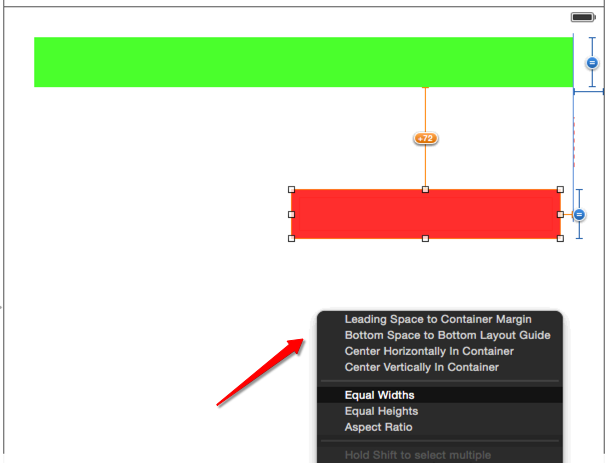 +72
=
=
Leading Space to Container Margin
Bottom Space to Bottom Layout Guide
Center Horizontally In Container
Center Vertically In Container
Equal Widths
Equal Heights
Aspect Ratio
Hold Shift to select multiple